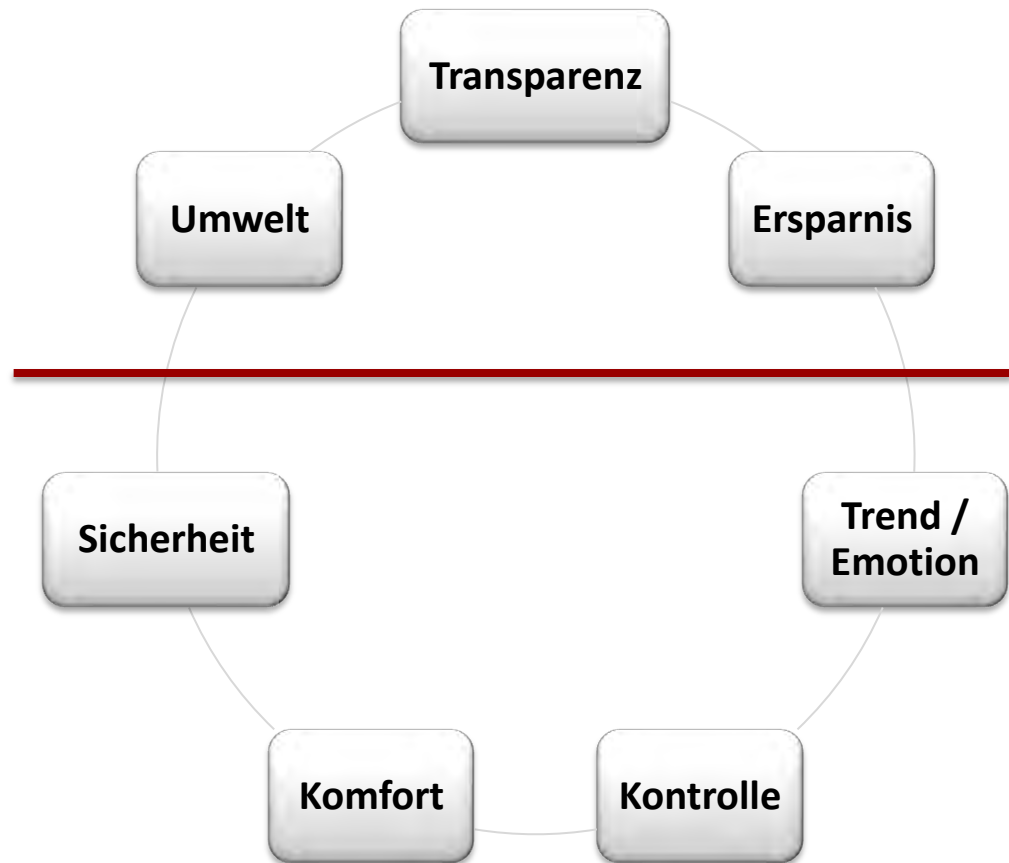 Transparenz
Umwelt
Ersparnis
Sicherheit
Trend /
Emotion
Komfort
Kontrolle